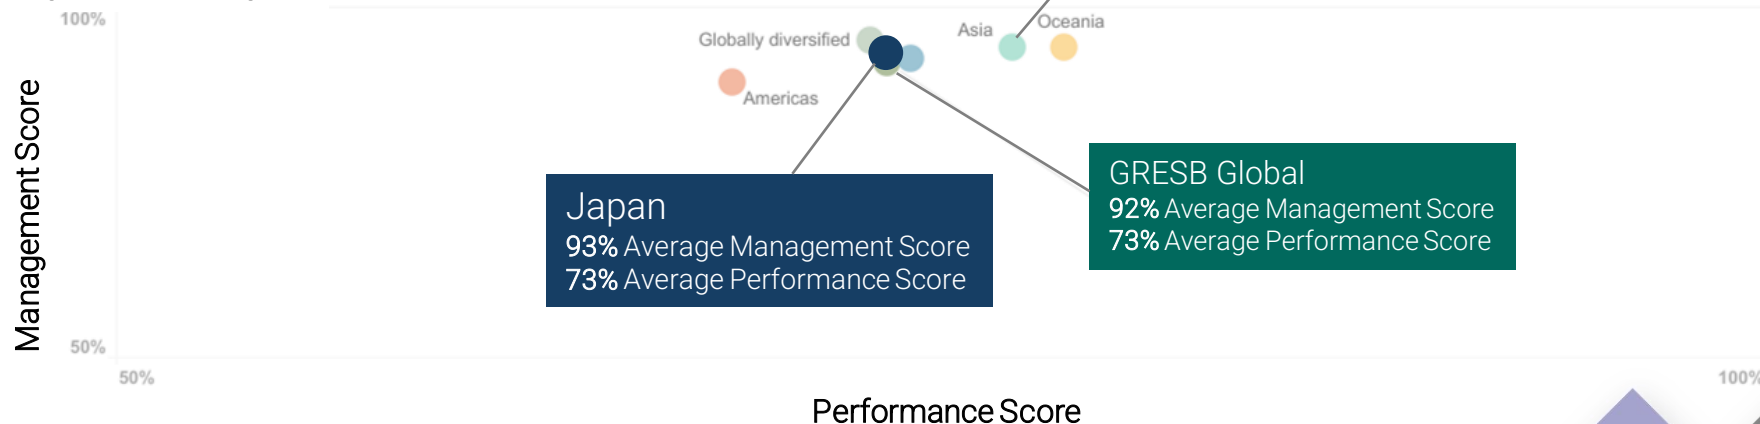 100%
Management Score
Globally diversified
Asia
Oceania
Americas
Japan
93% Average Management Score
73% Average Performance Score
GRESB Global
92% Average Management Score
73% Average Performance Score
50%
50%
100%
Performance Score